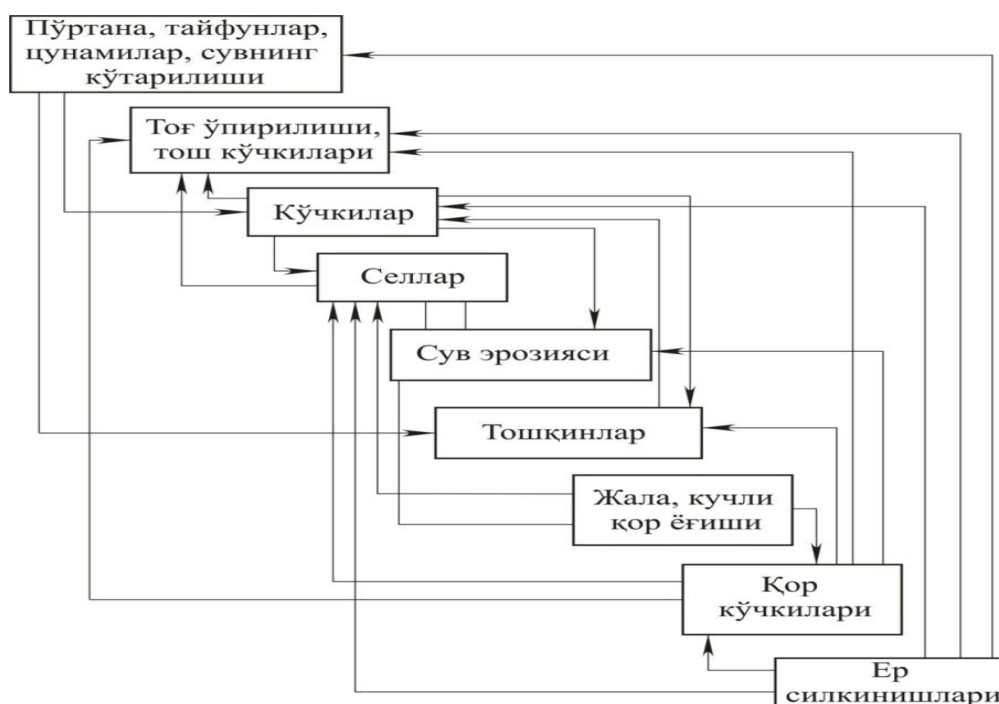 Пўртана, тайфунлар,
цунамилар, сувнинг
кўтарилиши
Тоғ ўпирилиши,
тош кўчкилари
Кўчкилар
Селлар
Сув эрозияси
Тошқинлар
Жала, кучли
қор ёғиши
Қор
кўчкилари
Ер
силкинишлари